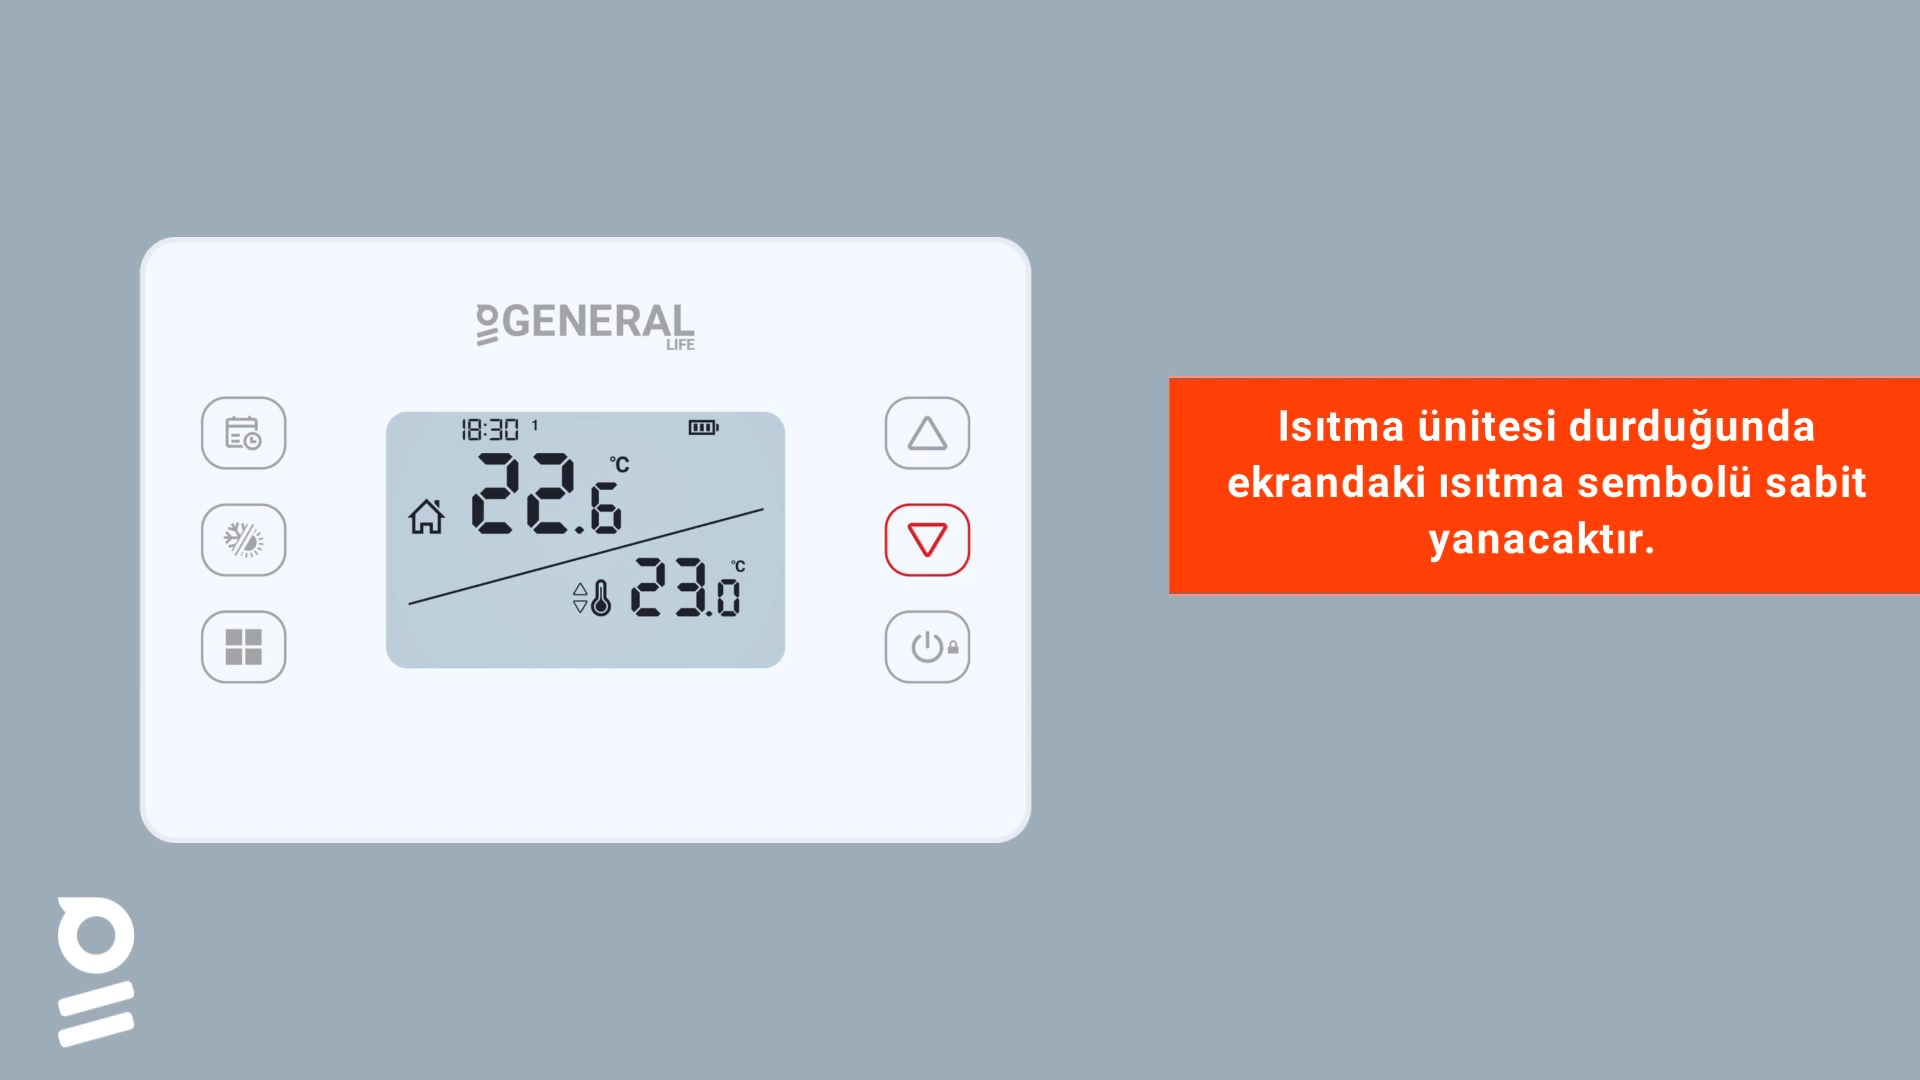 GENERAL
LIFE
18:30 1
22.6 °C
23.0 °C
Isıtma ünitesi durduğunda
ekrandaki ısıtma sembolü sabit
yanacaktır.